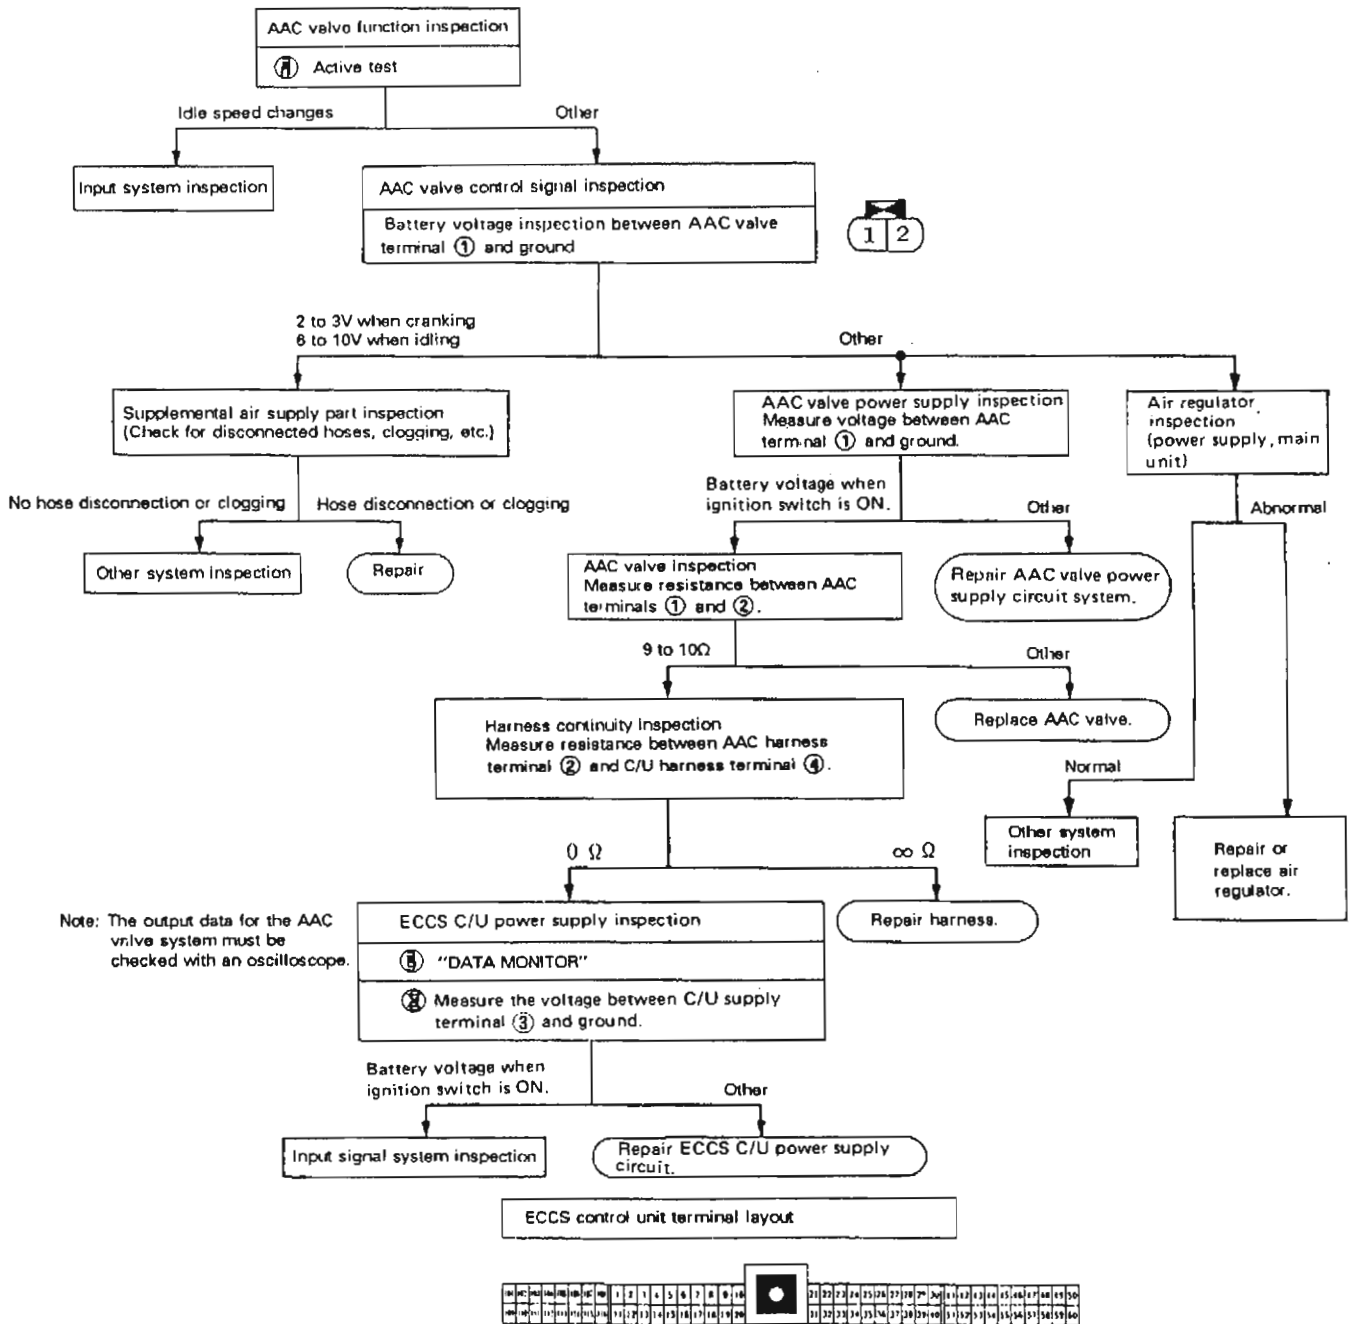 AAC valve function inspection
Active test
Idle speed changes
Other
Input system inspection
AAC valve control signal inspection
Battery voltage inspection between AAC valve
terminal ① and ground
1 2
2 to 3V when cranking
6 to 10V when idling
Other
Supplemental air supply part inspection
(Check for disconnected hoses, clogging, etc.)
AAC valve power supply inspection
Measure voltage between AAC
terminal ① and ground.
Air regulator
inspection
(power supply, main
unit)
No hose disconnection or clogging
Hose disconnection or clogging
Battery voltage when
ignition switch is ON.
Other
Abnormal
Other system inspection
Repair
AAC valve inspection
Measure resistance between AAC
terminals ① and ②.
Repair AAC valve power
supply circuit system.
9 to 10Ω
Other
Harness continuity inspection
Measure resistance between AAC harness
terminal ② and C/U harness terminal ④.
Replace AAC valve.
Normal
Other system
inspection
Repair or
replace air
regulator.
0 Ω
∞ Ω
Note: The output data for the AAC
valve system must be
checked with an oscilloscope.
ECCS C/U power supply inspection
"DATA MONITOR"
Measure the voltage between C/U supply
terminal ③ and ground.
Repair harness.
Battery voltage when
ignition switch is ON.
Other
Input signal system inspection
Repair ECCS C/U power supply
circuit.
ECCS control unit terminal layout